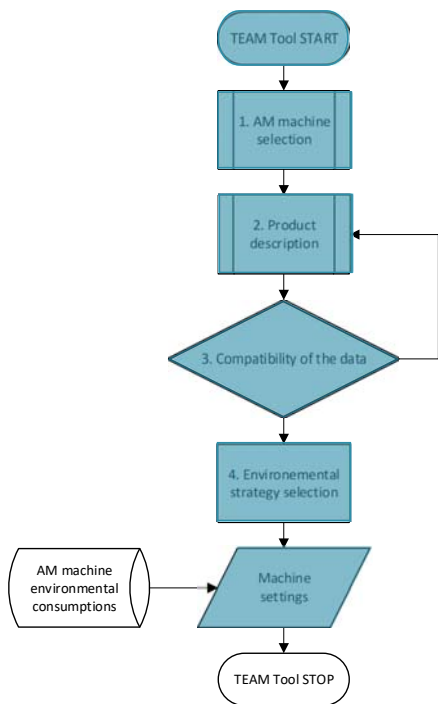 TEAM Tool START
1. AM machine
selection
2. Product
description
3. Compatibility of the data
4. Environemental
strategy selection
AM machine
environmental
consumptions
Machine
settings
TEAM Tool STOP